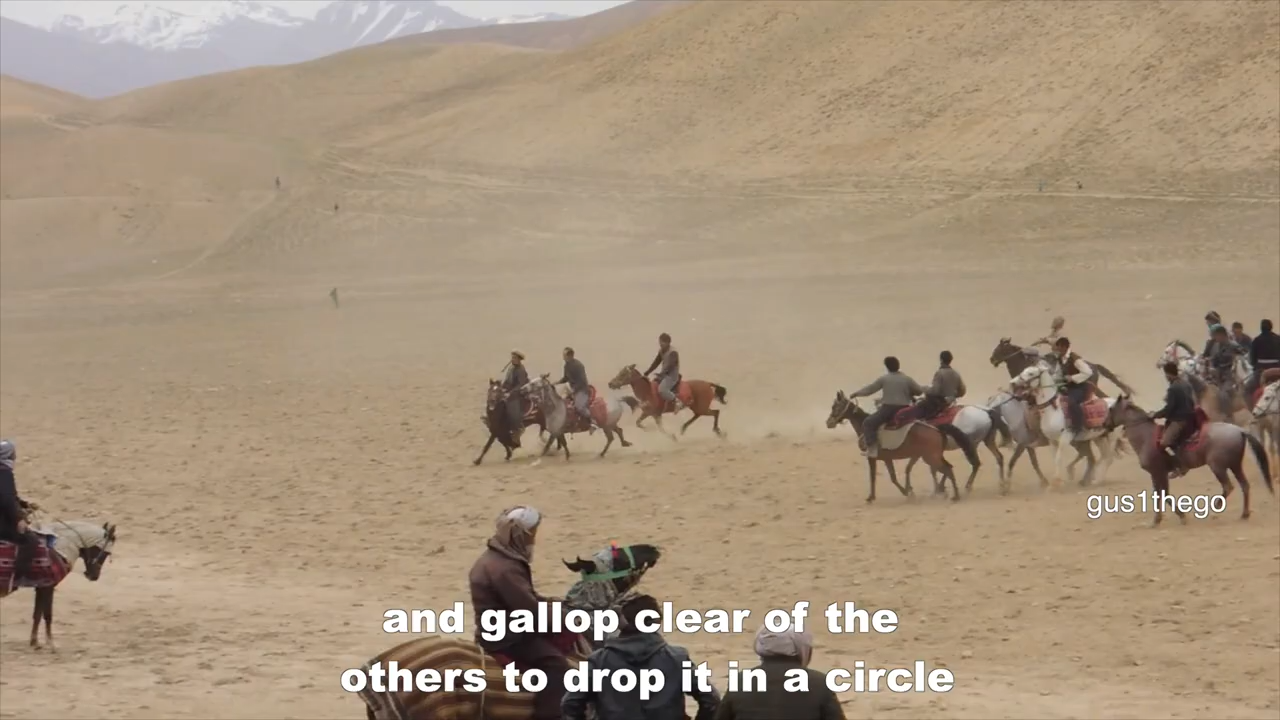 gus1thego
and gallop clear of the
others to drop it in a circle